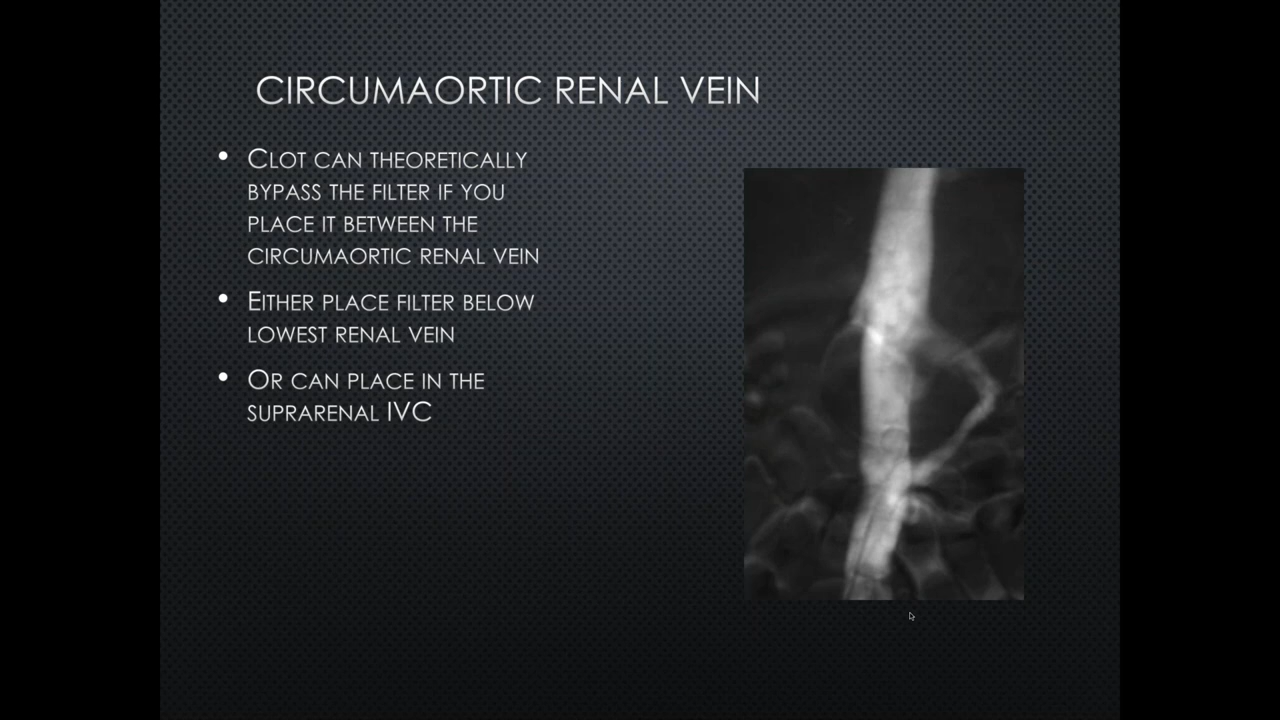 CIRCUMAORTIC RENAL VEIN
• CLOT CAN THEORETICALLY
BYPASS THE FILTER IF YOU
PLACE IT BETWEEN THE
CIRCUMAORTIC RENAL VEIN
• EITHER PLACE FILTER BELOW
LOWEST RENAL VEIN
• OR CAN PLACE IN THE
SUPRARENAL IVC